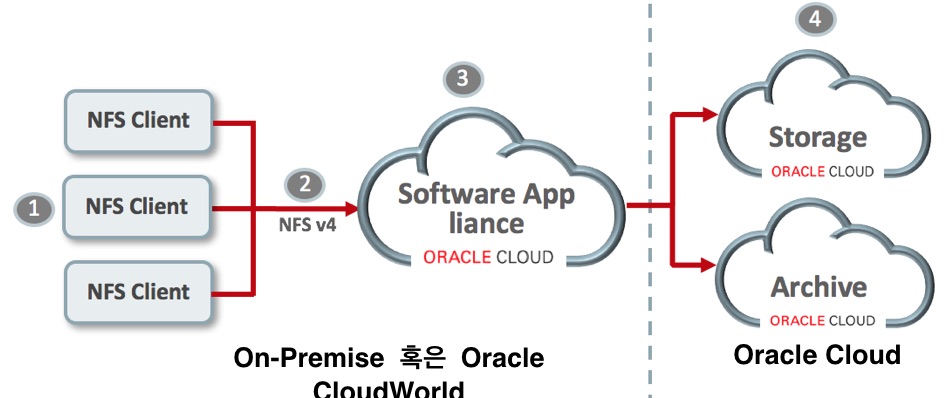 4
3
NFS Client
Storage
ORACLE CLOUD
2
Software App
liance
1
NFS Client
NFS v4
ORACLE CLOUD
NFS Client
Archive
ORACLE CLOUD
On-Premise 혹은 Oracle
CloudWorld
Oracle Cloud